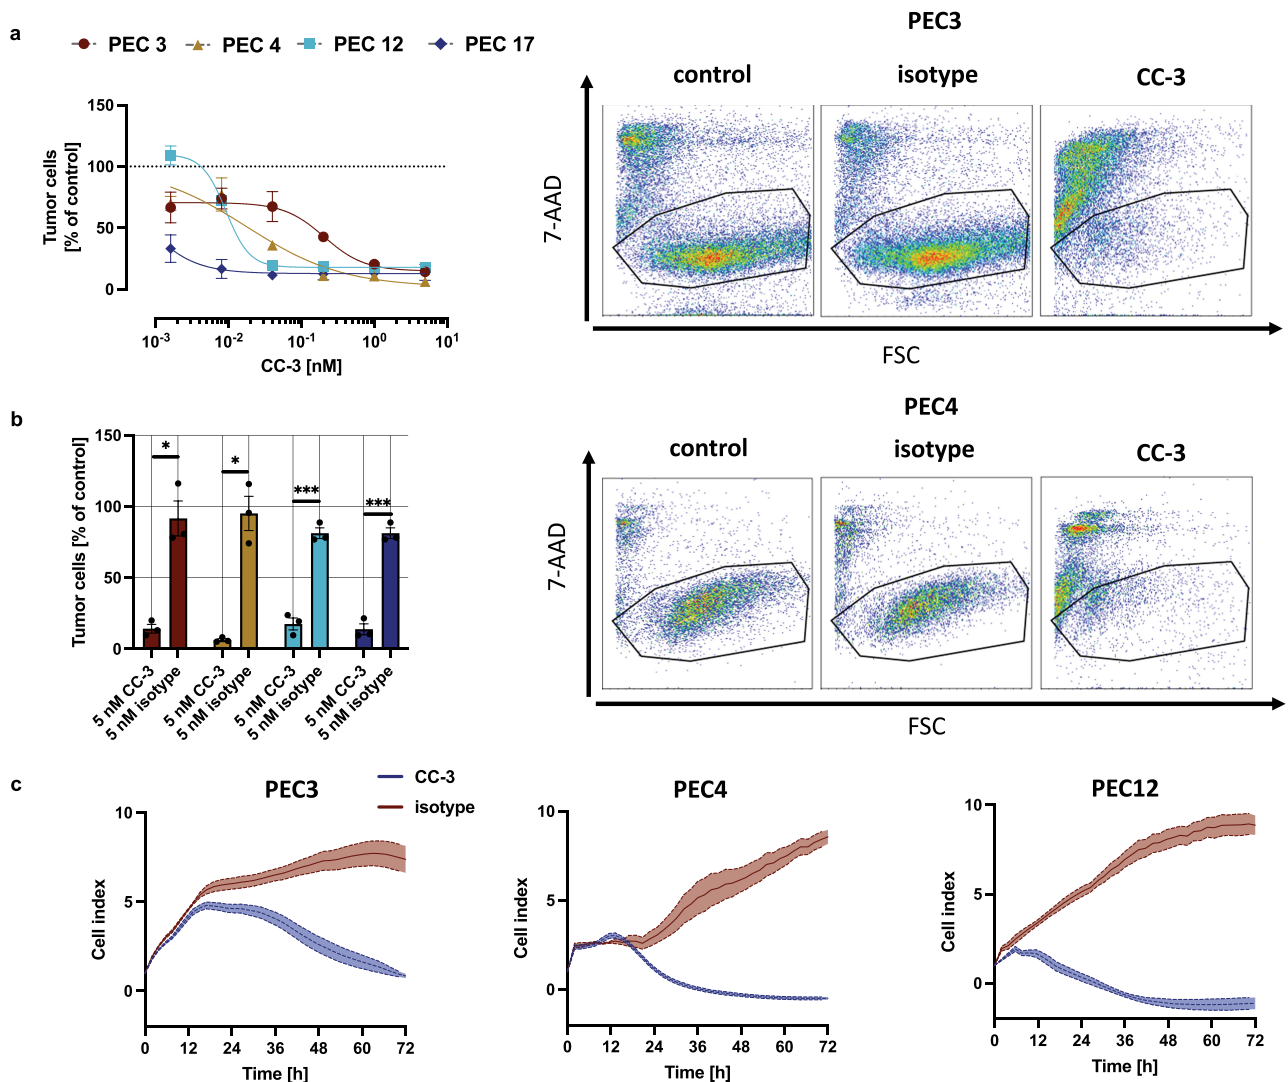 a
PEC 3
PEC 4
PEC 12
PEC 17
150
100
50
0
Tumor cells
[% of control]
10-3
10-2
10-1
100
101
CC-3 [nM]
PEC3
control
isotype
CC-3
7-AAD
FSC
b
150
100
50
0
Tumor cells [% of control]
*
*
***
***
5 nM CC-3
5 nM isotype
5 nM CC-3
5 nM isotype
5 nM CC-3
5 nM isotype
5 nM CC-3
5 nM isotype
PEC4
control
isotype
CC-3
7-AAD
FSC
c
CC-3
isotype
PEC3
10
5
0
Cell index
0 12 24 36 48 60 72
Time [h]
PEC4
10
5
0
Cell index
0 12 24 36 48 60 72
Time [h]
PEC12
10
5
0
Cell index
0 12 24 36 48 60 72
Time [h]